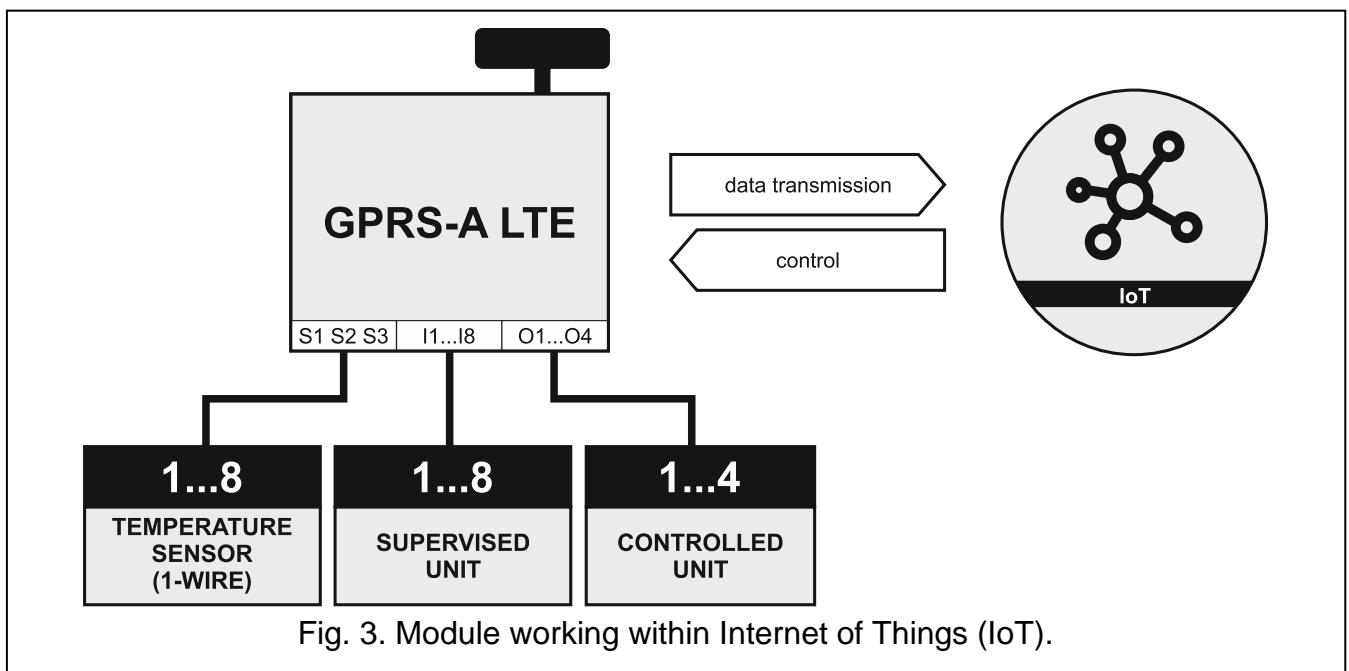 GPRS-A LTE
S1 S2 S3 I1...I8 O1...O4
data transmission
control
IoT
1...8
TEMPERATURE
SENSOR
(1-WIRE)
1...8
SUPERVISED
UNIT
1...4
CONTROLLED
UNIT
Fig. 3. Module working within Internet of Things (IoT).